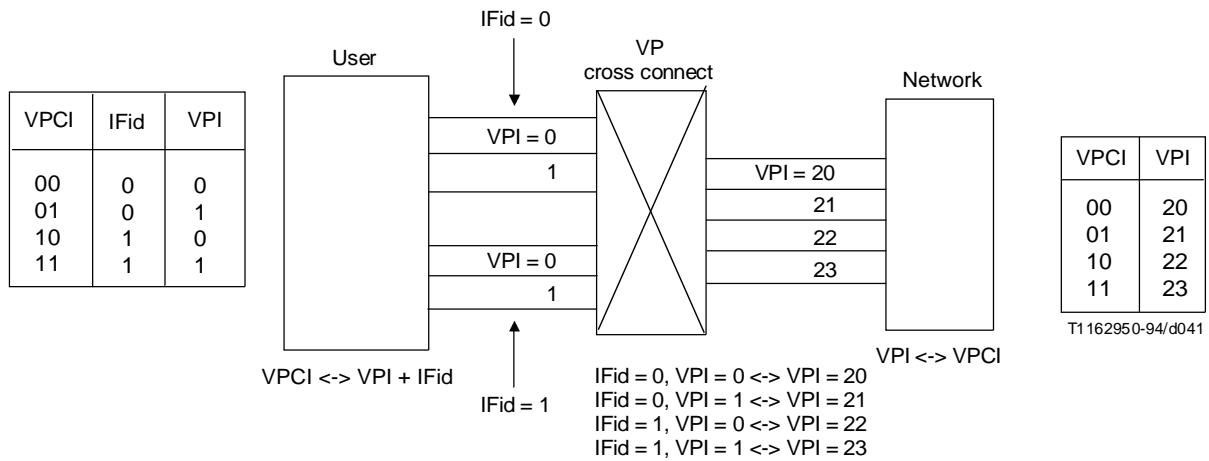 IFid = 0
User
VP
cross connect
Network
VPCI IFid VPI
00 0 0
01 0 1
10 1 0
11 1 1
VPI = 0
1
VPI = 0
1
VPI = 20
21
22
23
VPCI VPI
00 20
01 21
10 22
11 23
T1162950-94/d041
VPCI <-> VPI + IFid
IFid = 1
VPI <-> VPCI
IFid = 0, VPI = 0 <-> VPI = 20
IFid = 0, VPI = 1 <-> VPI = 21
IFid = 1, VPI = 0 <-> VPI = 22
IFid = 1, VPI = 1 <-> VPI = 23